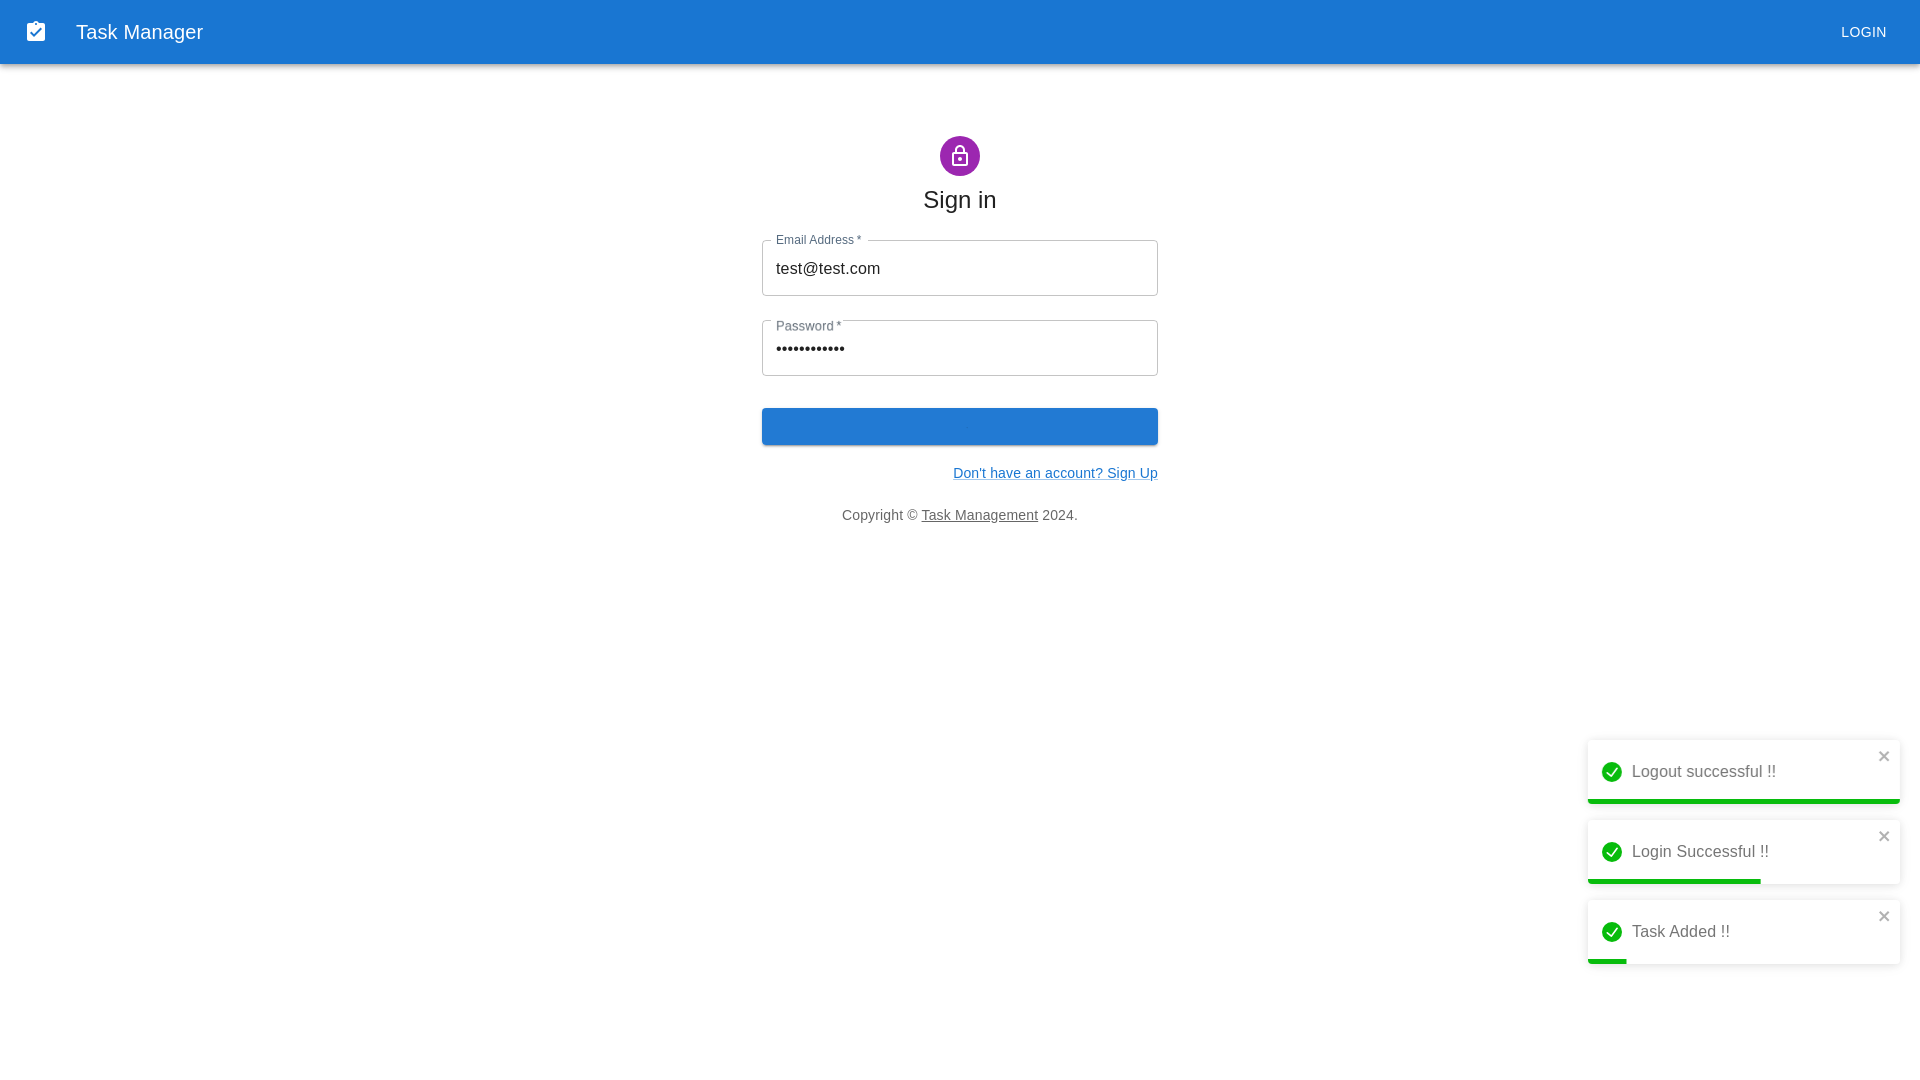 Task Manager
LOGIN
Sign in
Email Address *
test@test.com
Password *
••••••••••••
Don't have an account? Sign Up
Copyright © Task Management 2024.
Logout successful !!
Login Successful !!
Task Added !!